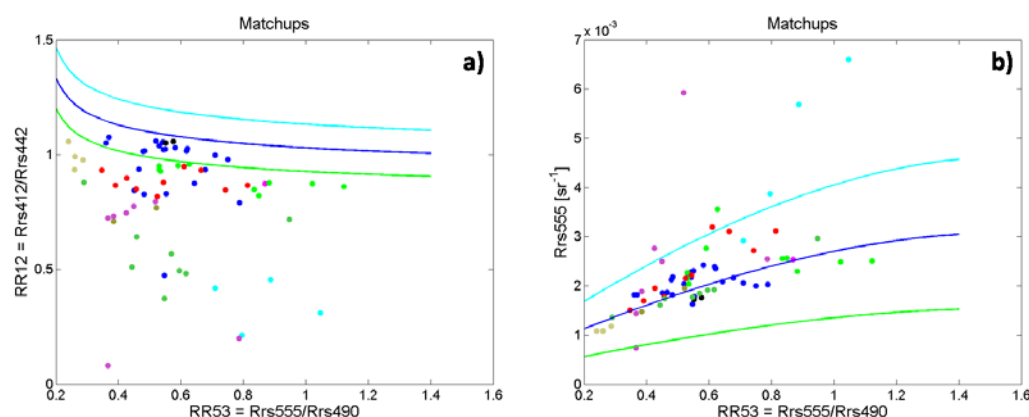 Matchups
a)
1.5
1
0.5
0
0.2 0.4 0.6 0.8 1 1.2 1.4 1.6
RR12 = Rrs412/Rrs442
RR53 = Rrs555/Rrs490
Matchups
b)
7 x 10⁻³
6
5
4
3
2
1
0
0.2 0.4 0.6 0.8 1 1.2 1.4 1.6
Rrs555 [sr⁻¹]
RR53 = Rrs555/Rrs490